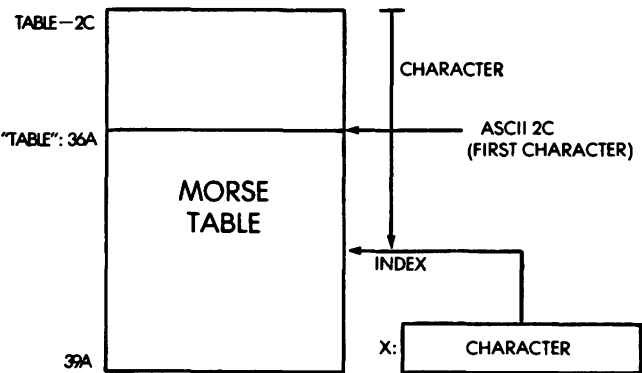 TABLE—2C
CHARACTER
"TABLE": 36A
ASCII 2C
(FIRST CHARACTER)
MORSE
TABLE
INDEX
X:
CHARACTER
39A